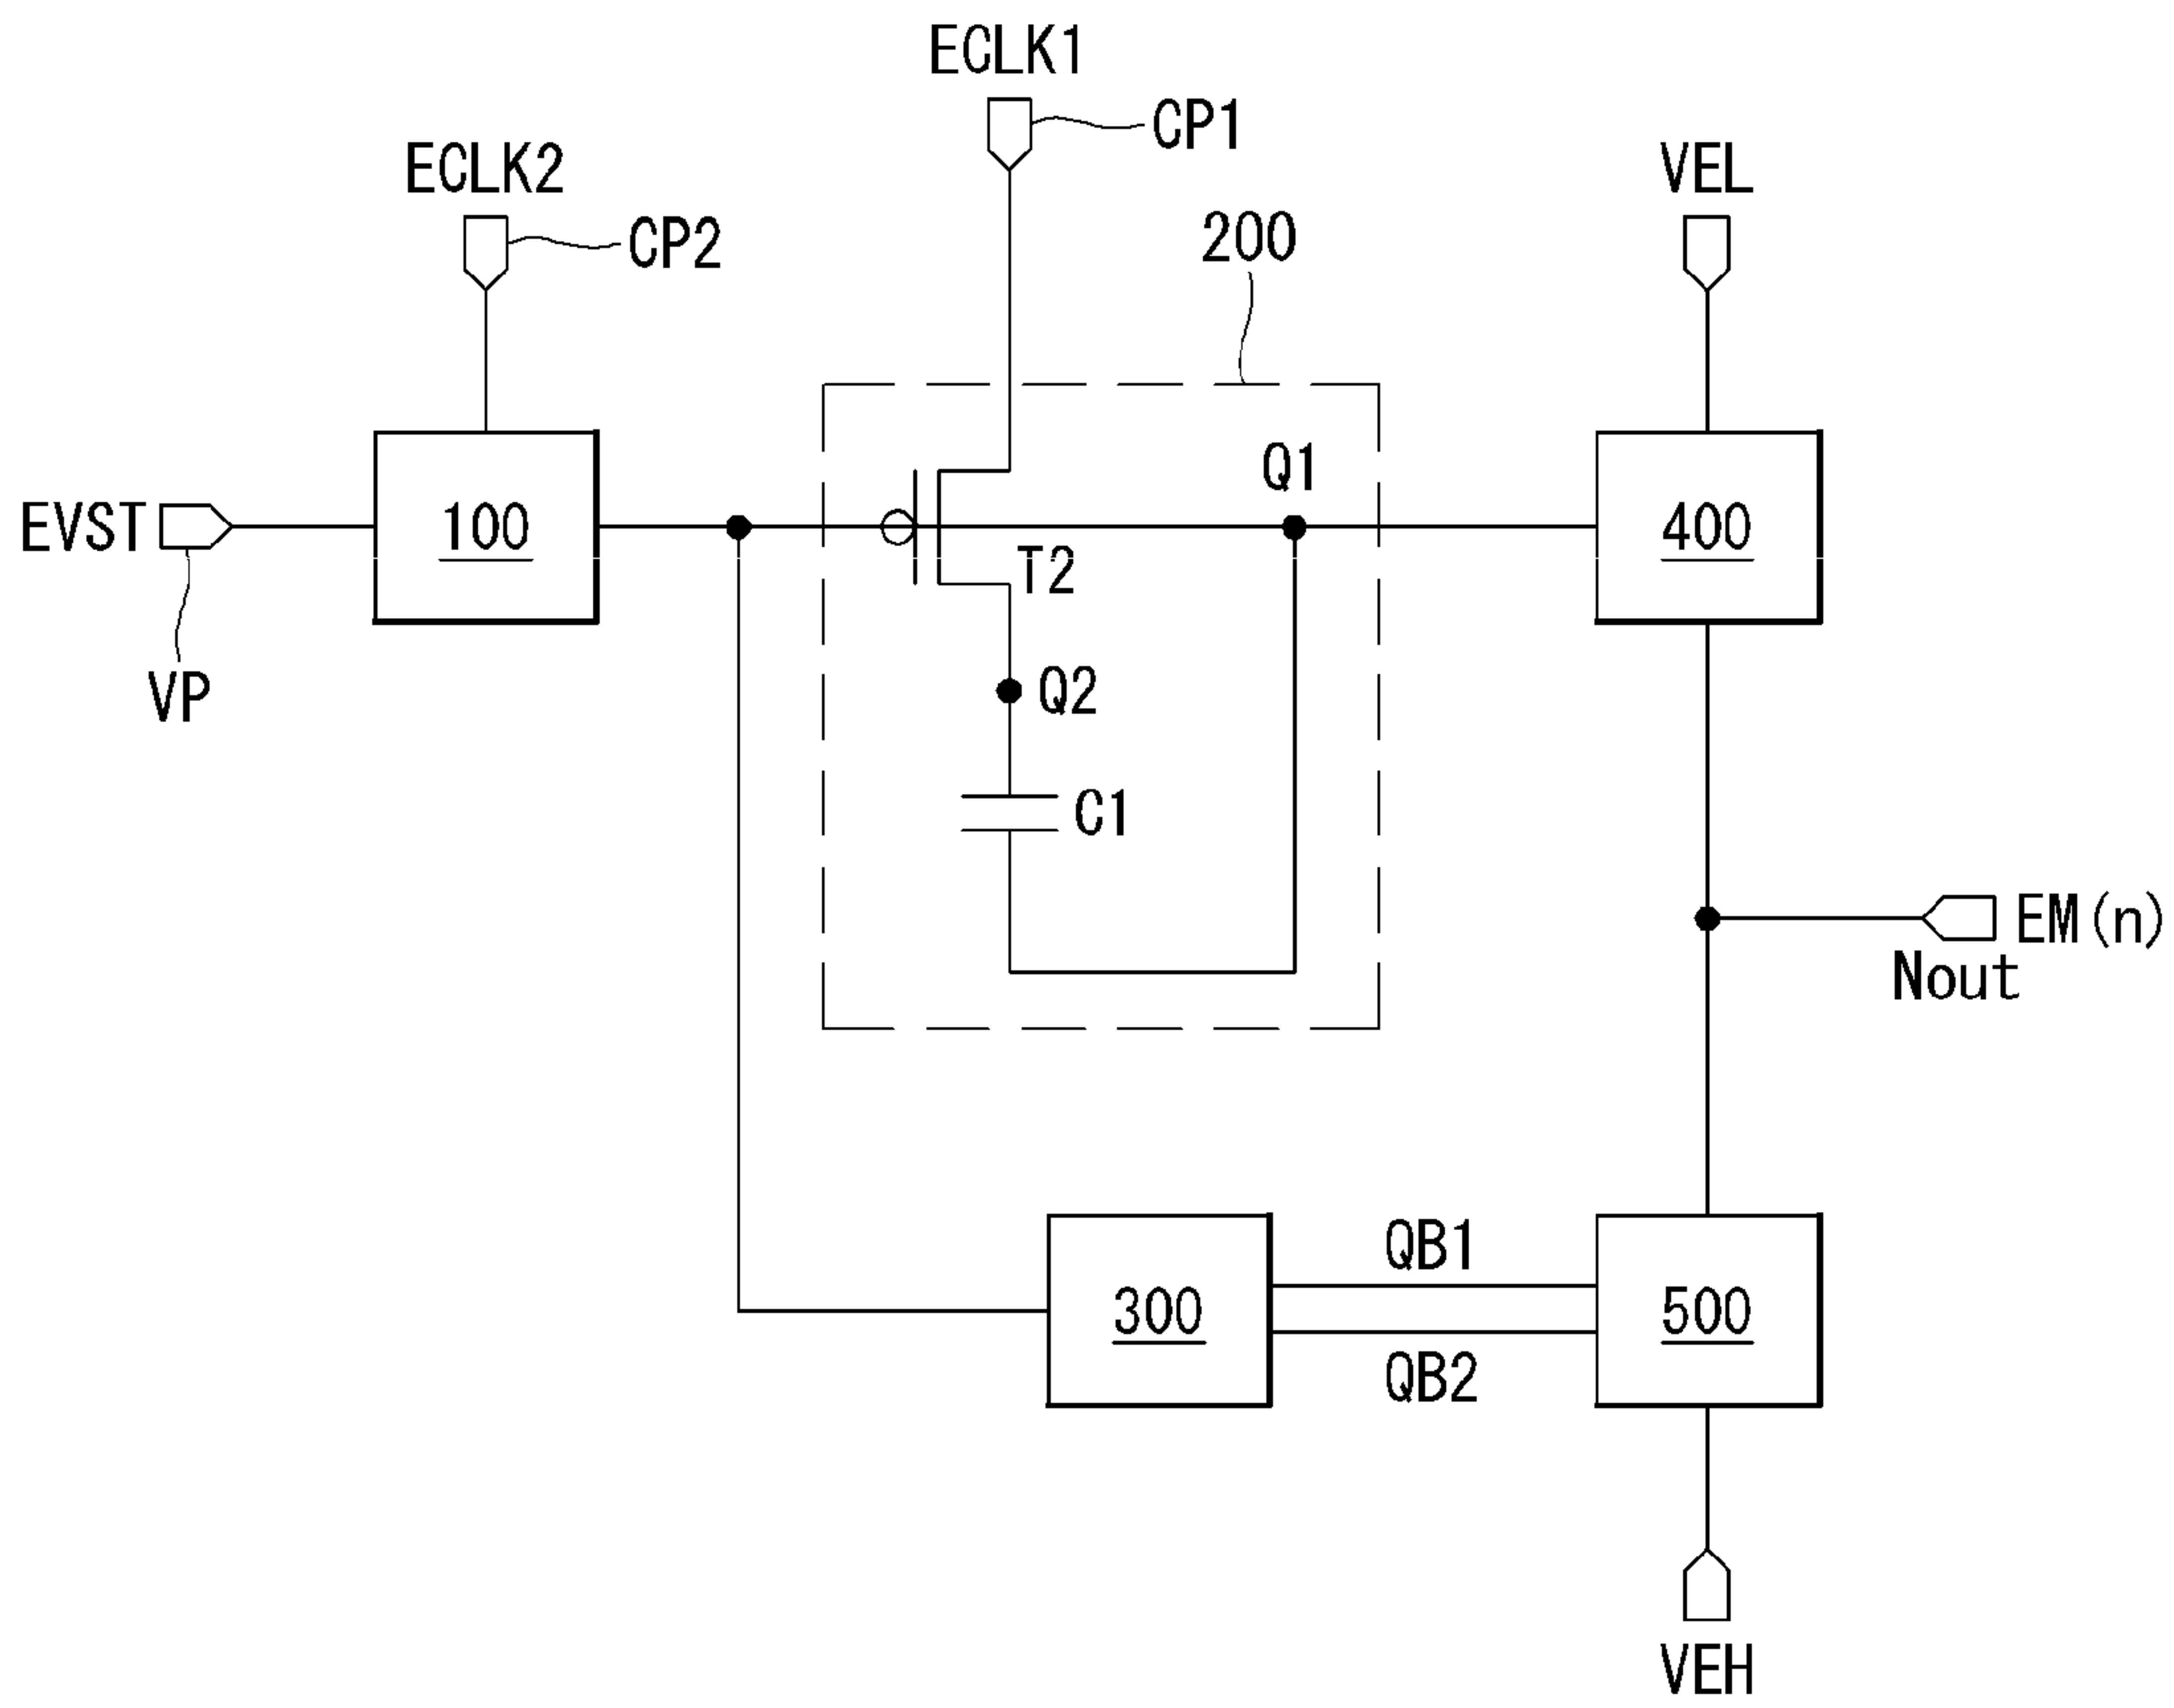 ECLK1
CP1
ECLK2
CP2
VEL
200
Q1
EVST
100
T2
400
VP
Q2
C1
EM(n)
Nout
QB1
300
500
QB2
VEH